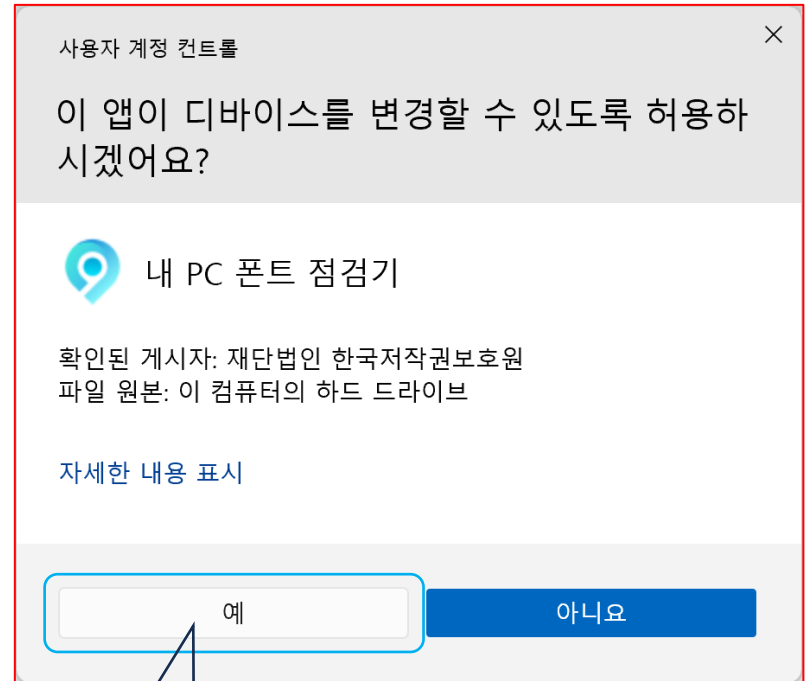 사용자 계정 컨트롤
이 앱이 디바이스를 변경할 수 있도록 허용하
시겠어요?
내 PC 폰트 점검기
확인된 게시자: 재단법인 한국저작권보호원
파일 원본: 이 컴퓨터의 하드 드라이브
자세한 내용 표시
예
아니요